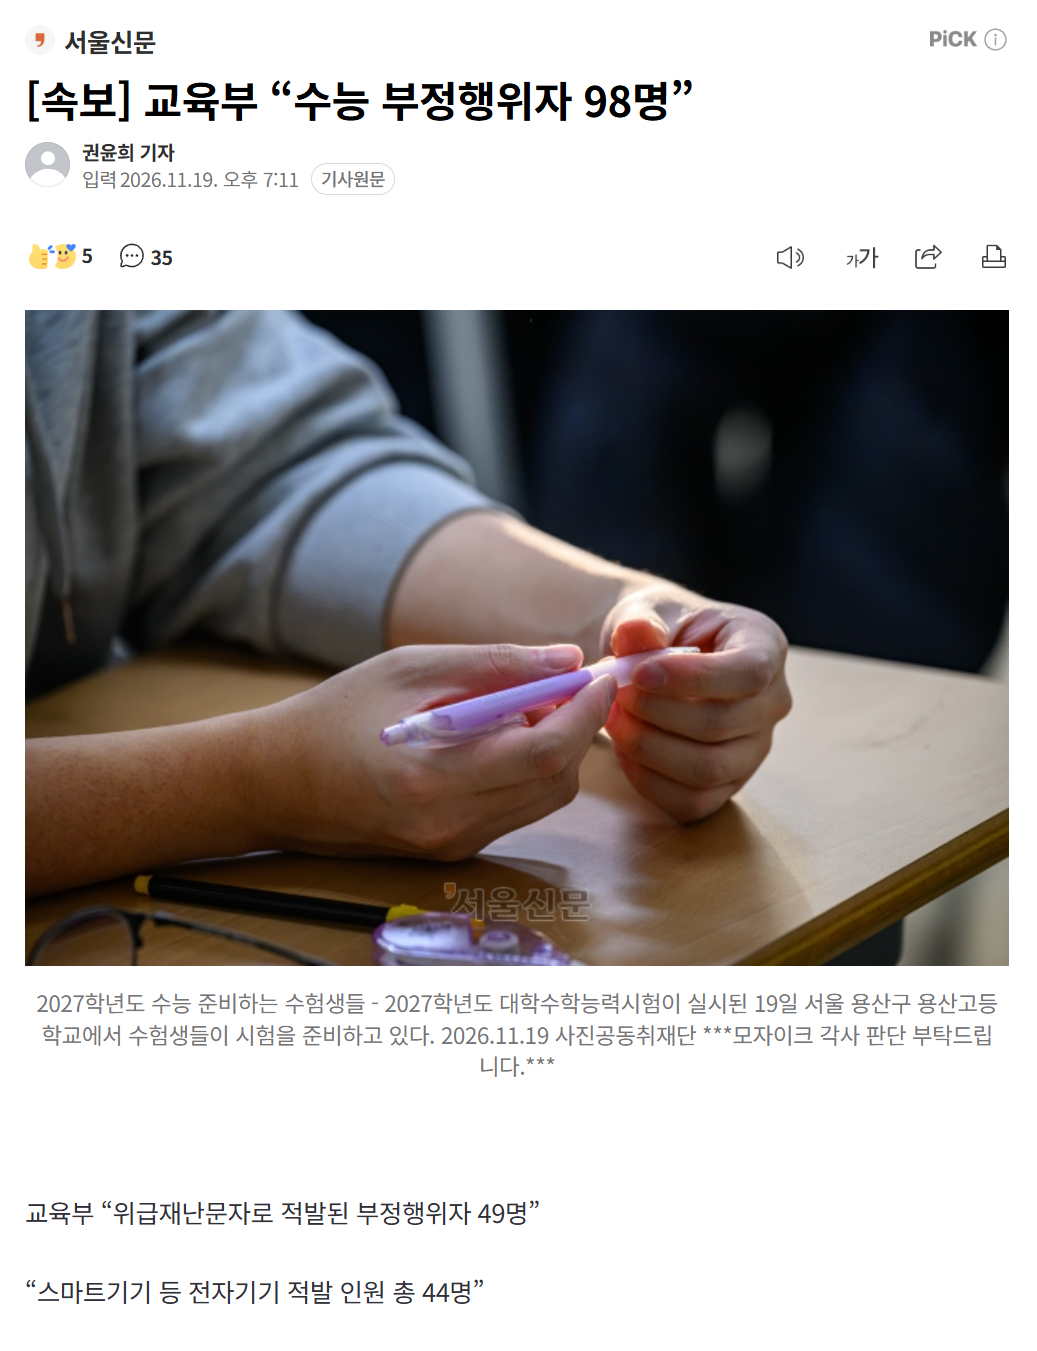 서울신문
PiCK
[속보] 교육부 “수능 부정행위자 98명”
권윤희 기자
입력 2026.11.19. 오후 7:11 기사원문
5 35
가가
서울신문
2027학년도 수능 준비하는 수험생들 - 2027학년도 대학수학능력시험이 실시된 19일 서울 용산구 용산고등
학교에서 수험생들이 시험을 준비하고 있다. 2026.11.19 사진공동취재단 ***모자이크 각사 판단 부탁드립
니다.***
교육부 “위급재난문자로 적발된 부정행위자 49명”
“스마트기기 등 전자기기 적발 인원 총 44명”